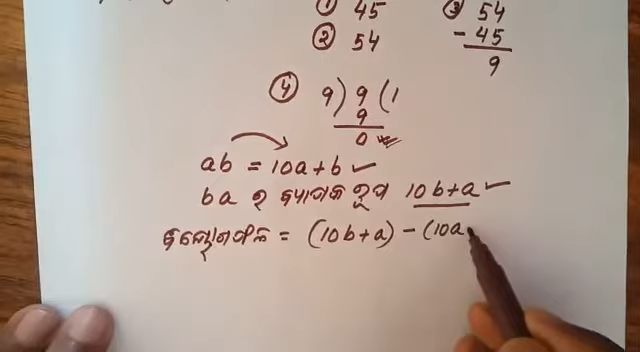 ① 45 ③ 54
② 54 - 45
9
④ 9 ) 9 ( 1
9
0
ab = 10a + b ✓
ba ର 10b+a ✓
= (10b+a) - (10a